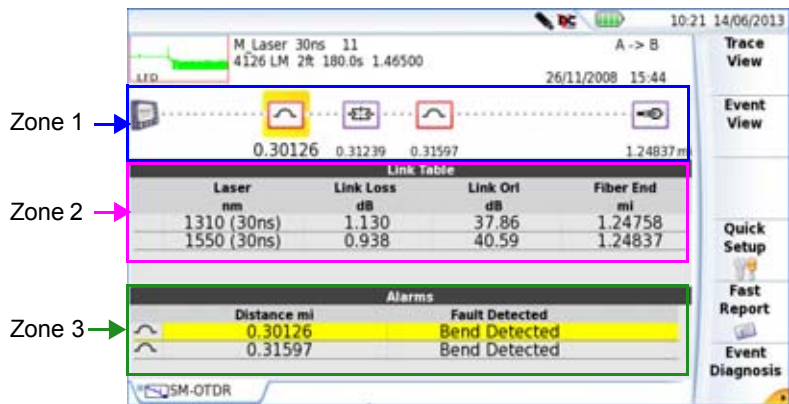 10:21 14/06/2013
M_Laser 30ns 11
4126 LM 2ft 180.0s 1.46500
A -> B
26/11/2008 15:44
Trace View
Zone 1
0.30126 0.31239 0.31597 1.24837 mi
Event View
Zone 2
Link Table
Laser Link Loss Link Orl Fiber End
nm dB dB mi
1310 (30ns) 1.130 37.86 1.24758
1550 (30ns) 0.938 40.59 1.24837
Quick Setup
Zone 3
Alarms
Distance mi Fault Detected
0.30126 Bend Detected
0.31597 Bend Detected
Fast Report
Event Diagnosis
SM-OTDR